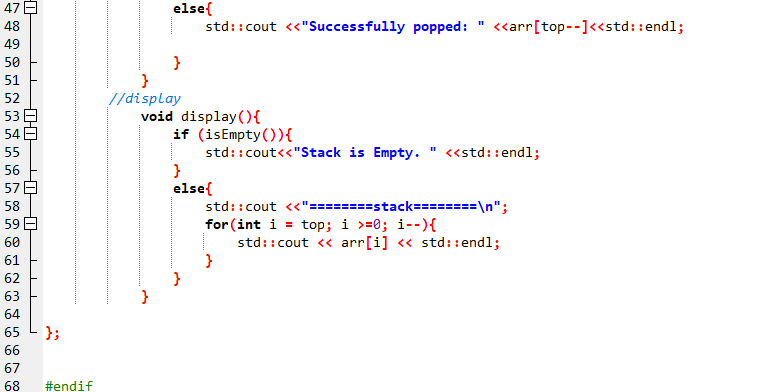 47 else{
48 std::cout <<"Successfully popped: " <<arr[top--]<<std::endl;
49
50 }
51 }
52 //display
53 void display(){
54 if (isEmpty()){
55 std::cout<<"Stack is Empty. " <<std::endl;
56 }
57 else{
58 std::cout <<"========stack========\n";
59 for(int i = top; i >=0; i--){
60 std::cout << arr[i] << std::endl;
61 }
62 }
63 }
64
65 };
66
67
68 #endif